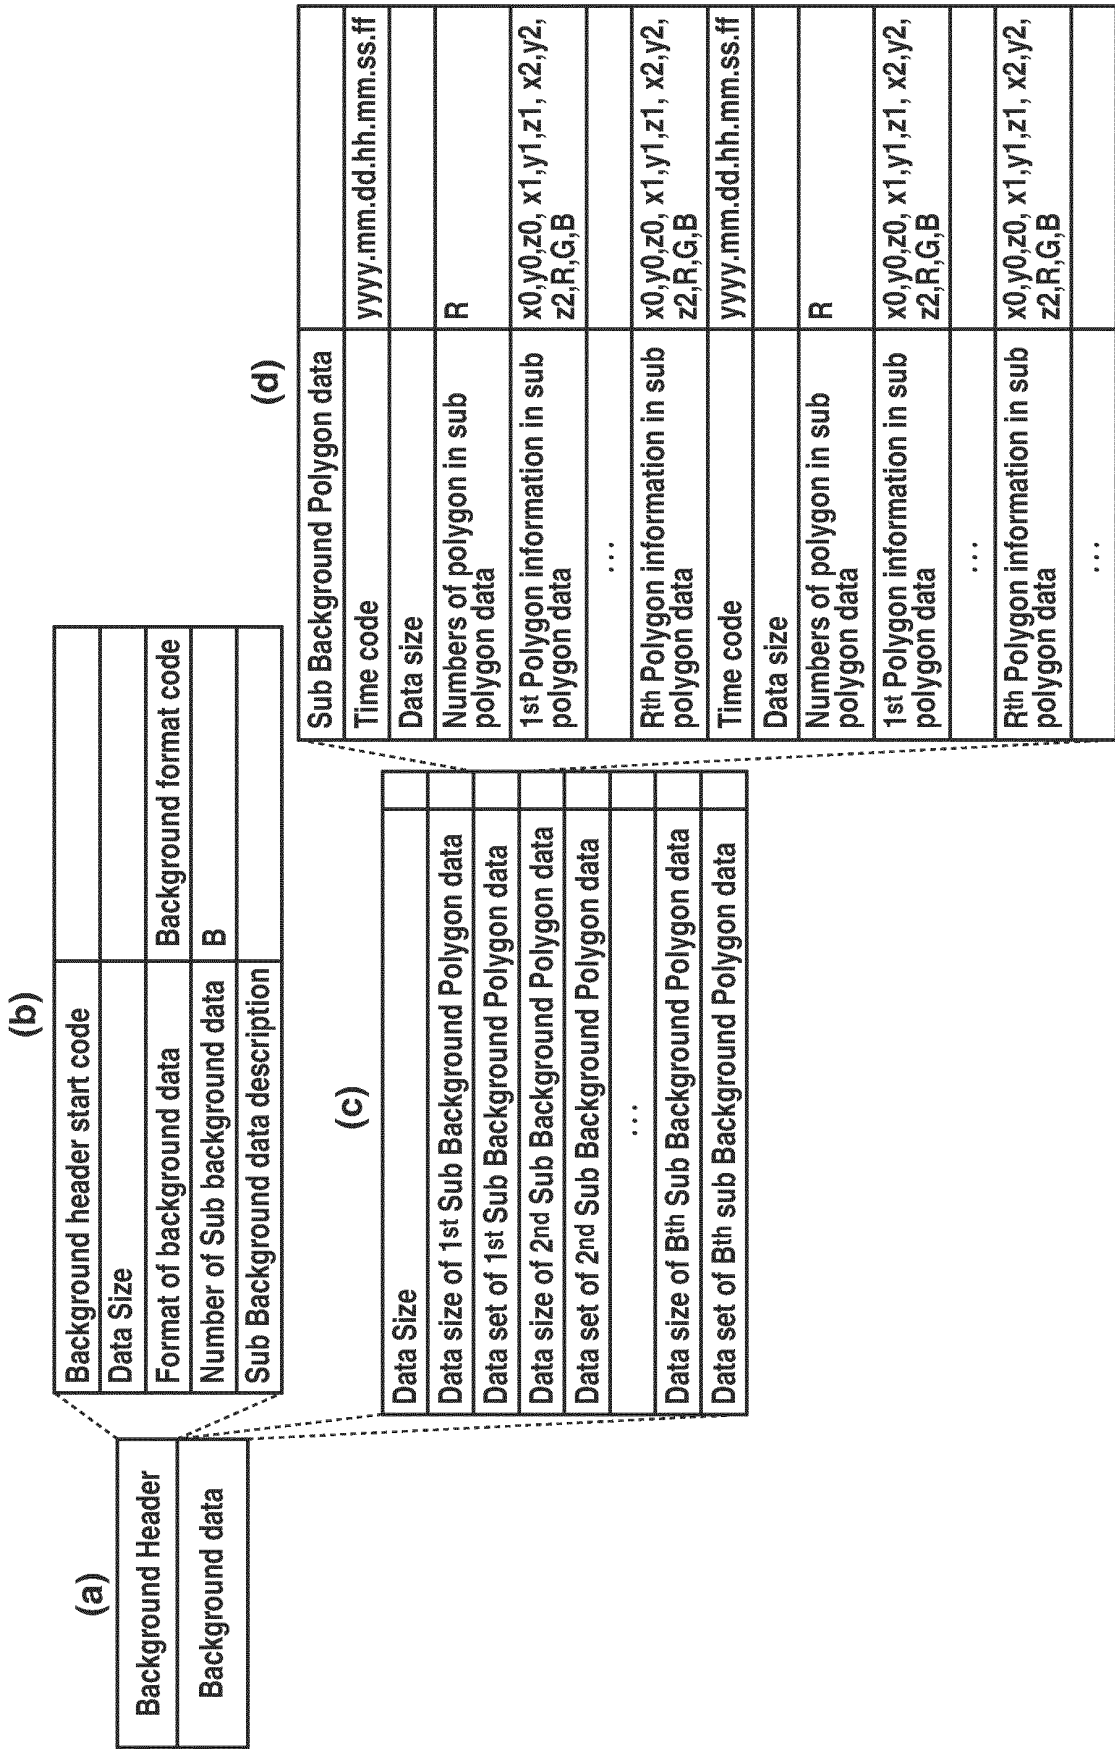 (a)
Background Header
Background data
(b)
Background header start code
Data Size
Format of background data
Background format code
Number of Sub background data
B
Sub Background data description
(c)
Data Size
Data size of 1st Sub Background Polygon data
Data set of 1st Sub Background Polygon data
Data size of 2nd Sub Background Polygon data
Data set of 2nd Sub Background Polygon data
...
Data size of Bth Sub Background Polygon data
Data set of Bth sub Background Polygon data
(d)
Sub Background Polygon data
Time code
yyyy.mm.dd.hh.mm.ss.ff
Data size
Numbers of polygon in sub
polygon data
R
1st Polygon information in sub
polygon data
x0,y0,z0, x1,y1,z1, x2,y2,
z2,R,G,B
...
Rth Polygon information in sub
polygon data
x0,y0,z0, x1,y1,z1, x2,y2,
z2,R,G,B
Time code
yyyy.mm.dd.hh.mm.ss.ff
Data size
Numbers of polygon in sub
polygon data
R
1st Polygon information in sub
polygon data
x0,y0,z0, x1,y1,z1, x2,y2,
z2,R,G,B
...
Rth Polygon information in sub
polygon data
x0,y0,z0, x1,y1,z1, x2,y2,
z2,R,G,B
...